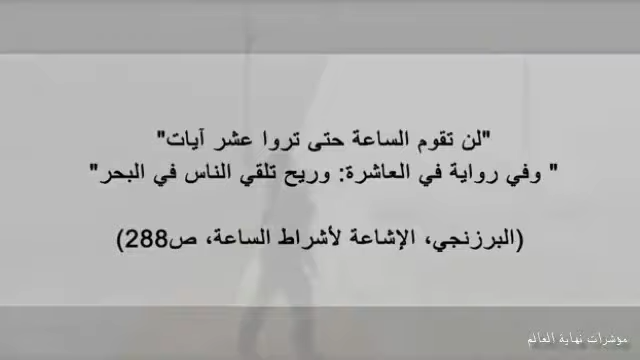 "لن تقوم الساعة حتى تروا عشر آيات"
" وفي رواية في العاشرة: وريح تلقي الناس في البحر"
(البرزنجي، الإشاعة لأشراط الساعة، ص288)
مؤشرات نهاية العالم